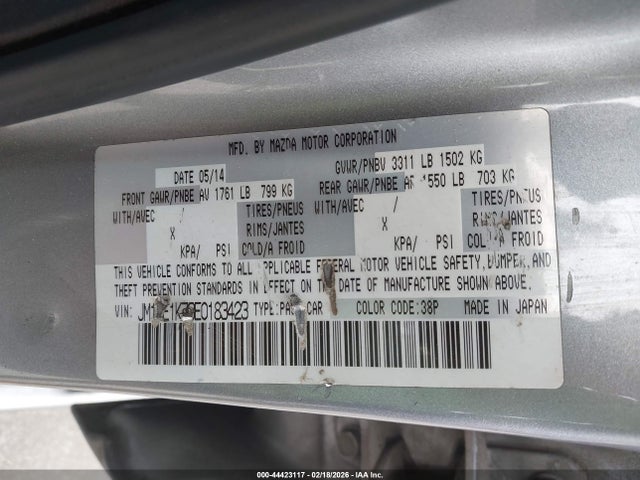 MFD. BY MAZDA MOTOR CORPORATION
DATE 05/14
GVWR/PNBV 3311 LB 1502 KG
FRONT GAWR/PNBE AV 1761 LB 799 KG
REAR GAWR/PNBE 1550 LB 703 KG
WITH/AVEC / TIRES/PNEUS WITH/AVEC / TIRES/PNEUS
X RIMS/JANTES X RIMS/JANTES
KPA/ PSI COLD/A FROID KPA/ PSI COLD/A FROID
THIS VEHICLE CONFORMS TO ALL APPLICABLE FEDERAL MOTOR VEHICLE SAFETY, BUMPER, AND
THEFT PREVENTION STANDARDS IN EFFECT ON THE DATE OF MANUFACTURE SHOWN ABOVE.
VIN: TYPE: CAR COLOR CODE:38P MADE IN JAPAN
000-44423117 - 02/18/2026 - IAA Inc.